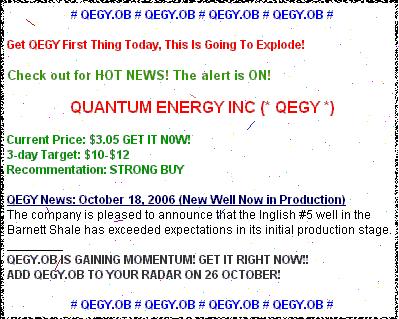 # QEGY.OB # QEGY.OB # QEGY.OB # QEGY.OB #
Get QEGY First Thing Today, This Is Going To Explode!
Check out for HOT NEWS! The alert is ON!
QUANTUM ENERGY INC (* QEGY *)
Current Price: $3.05 GET IT N0W!
3-day Target: $10-$12
Recommentation: STRONG BUY
QEGY News: October 18, 2006 (New Well Now in Production)
The company is pleased to announce that the Inglish #5 well in the
Barnett Shale has exceeded expectations in its initial production stage.
QEGY.OB IS GAINING MOMENTUM! GET IT RIGHT NOW!!
ADD QEGY.OB TO YOUR RADAR ON 26 OCTOBER!
# QEGY.OB # QEGY.OB # QEGY.OB # QEGY.OB #